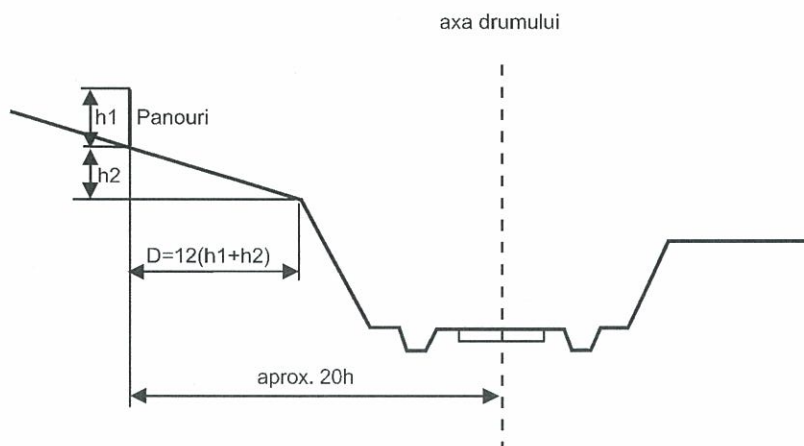 axa drumului
h1
Panouri
h2
D=12(h1+h2)
aprox. 20h